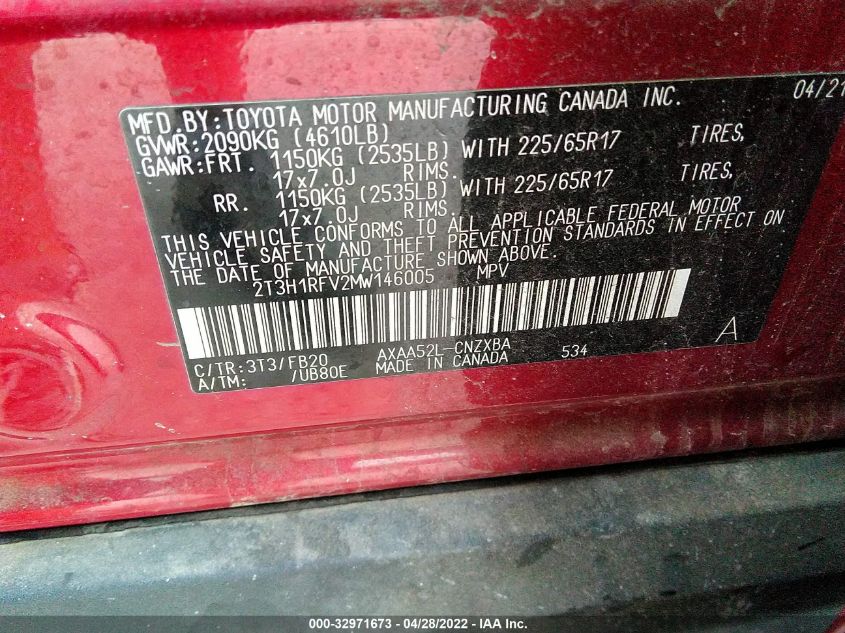 MFD. BY: TOYOTA MOTOR MANUFACTURING CANADA INC. 04/21
GVWR: 2090KG (4610LB)
GAWR: FRT. 1150KG (2535LB) WITH 225/65R17 TIRES,
17x7.0J RIMS.
RR. 1150KG (2535LB) WITH 225/65R17 TIRES,
17x7.0J RIMS.
THIS VEHICLE CONFORMS TO ALL APPLICABLE FEDERAL MOTOR
VEHICLE SAFETY AND THEFT PREVENTION STANDARDS IN EFFECT ON
THE DATE OF MANUFACTURE SHOWN ABOVE.
2T3H1RFV2MW146005 MPV
A
C/TR: 3T3/FB20 AXAA52L-CNZXBA
A/TM: /UB80E MADE IN CANADA 534
000-32971673 - 04/28/2022 - IAA Inc.